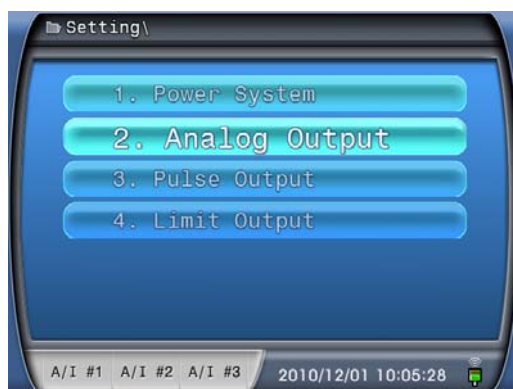 Setting\
1. Power System
2. Analog Output
3. Pulse Output
4. Limit Output
A/I #1 A/I #2 A/I #3 2010/12/01 10:05:28